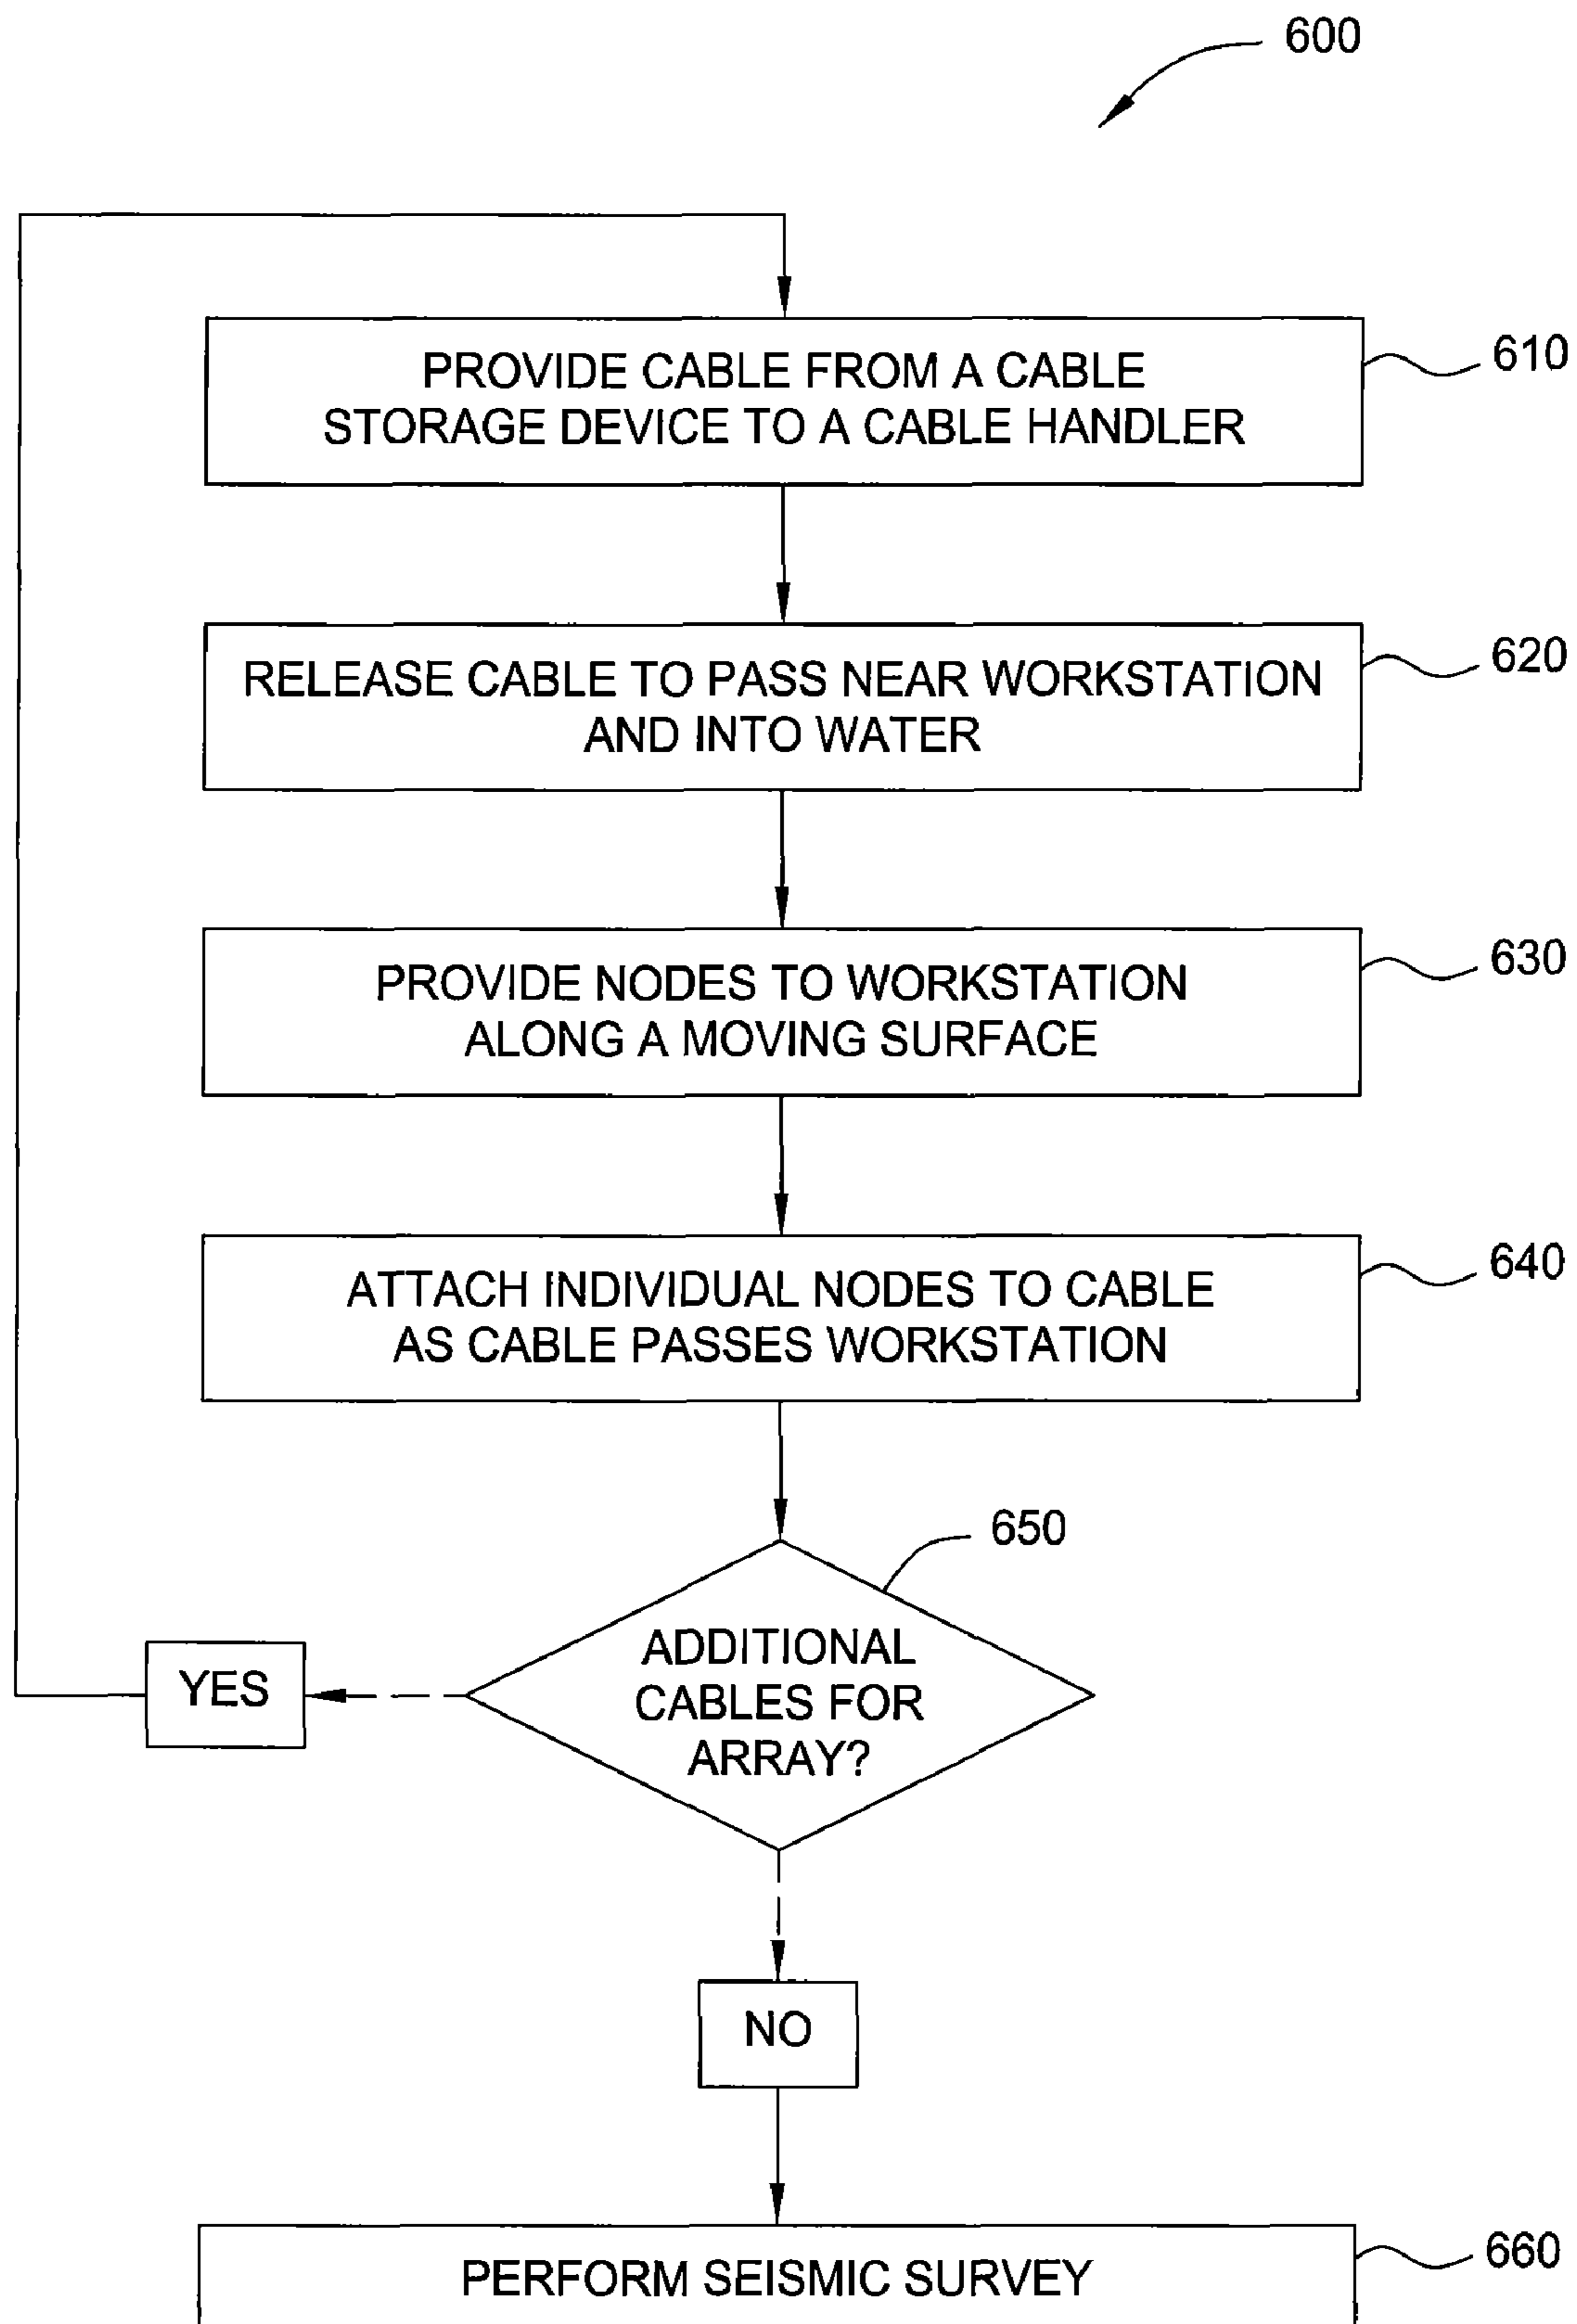 600
PROVIDE CABLE FROM A CABLE
STORAGE DEVICE TO A CABLE HANDLER
610
RELEASE CABLE TO PASS NEAR WORKSTATION
AND INTO WATER
620
PROVIDE NODES TO WORKSTATION
ALONG A MOVING SURFACE
630
ATTACH INDIVIDUAL NODES TO CABLE
AS CABLE PASSES WORKSTATION
640
650
ADDITIONAL
CABLES FOR
ARRAY?
YES
NO
PERFORM SEISMIC SURVEY
660